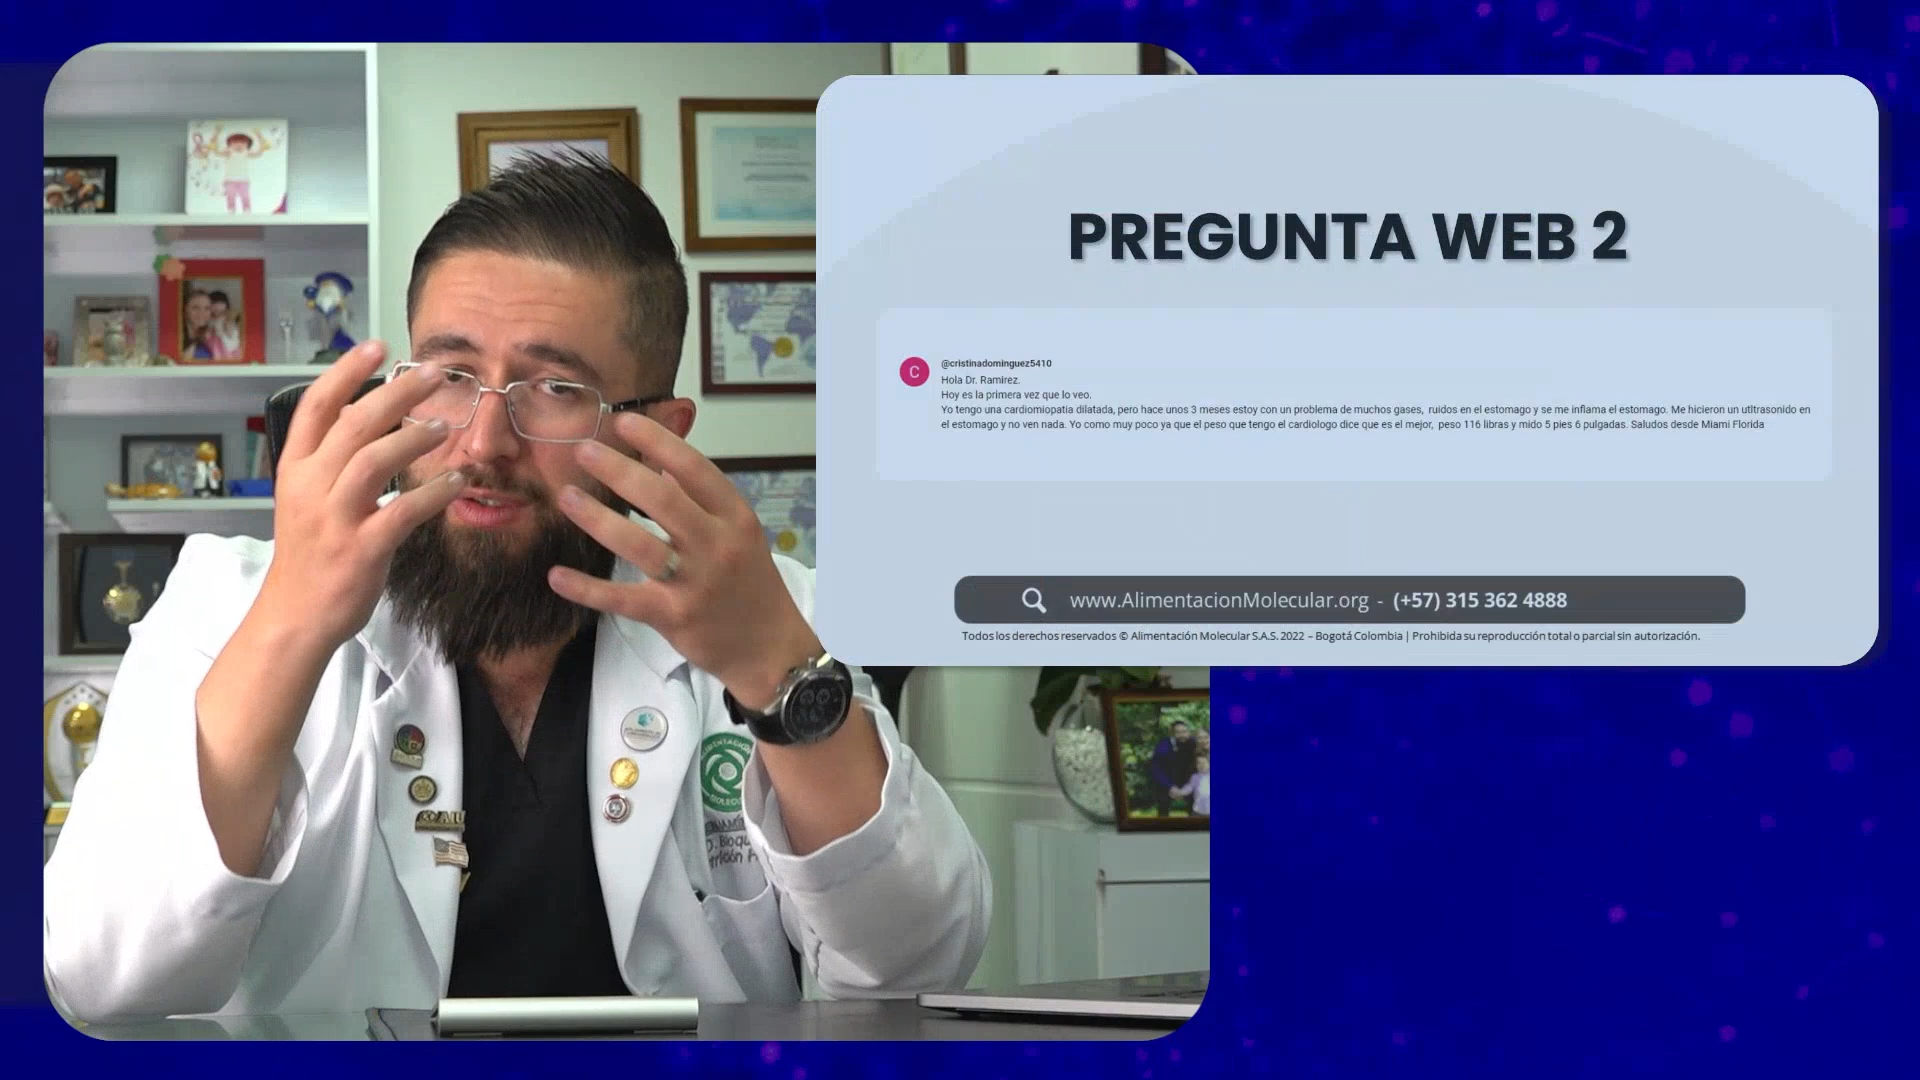 PREGUNTA WEB 2
C
@cristinadominguez5410
Hola Dr. Ramirez.
Hoy es la primera vez que lo veo.
Yo tengo una cardiomiopatia dilatada, pero hace unos 3 meses estoy con un problema de muchos gases, ruidos en el estomago y se me inflama el estomago. Me hicieron un utltrasonido en
el estomago y no ven nada. Yo como muy poco ya que el peso que tengo el cardiologo dice que es el mejor, peso 116 libras y mido 5 pies 6 pulgadas. Saludos desde Miami Florida
www.AlimentacionMolecular.org - (+57) 315 362 4888
Todos los derechos reservados © Alimentación Molecular S.A.S. 2022 – Bogotá Colombia | Prohibida su reproducción total o parcial sin autorización.